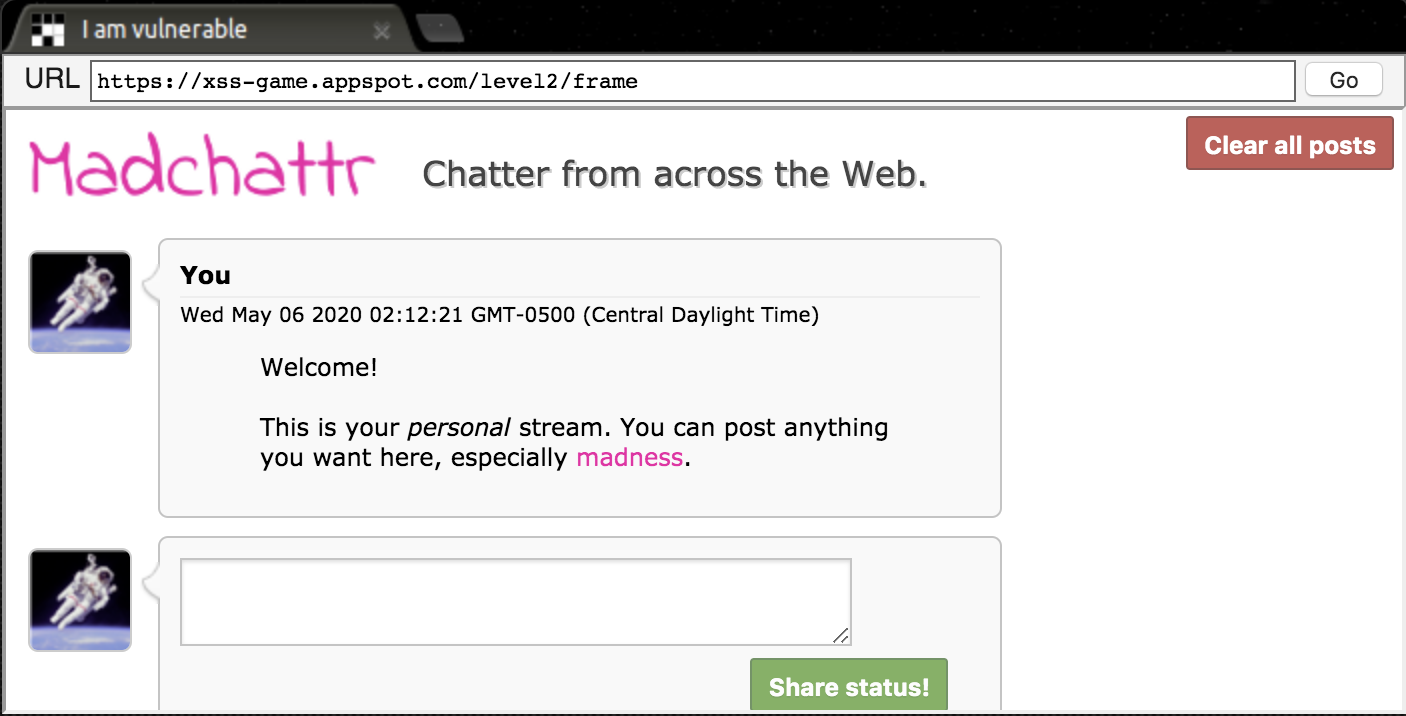 I am vulnerable
URL https://xss-game.appspot.com/level2/frame Go
Madchattr Chatter from across the Web. Clear all posts
You
Wed May 06 2020 02:12:21 GMT-0500 (Central Daylight Time)
Welcome!
This is your personal stream. You can post anything
you want here, especially madness.
Share status!